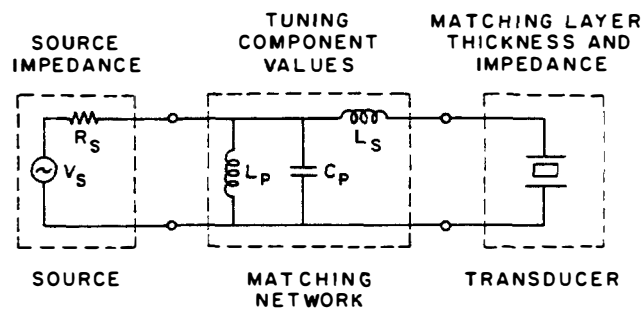 SOURCE
IMPEDANCE
TUNING
COMPONENT
VALUES
MATCHING LAYER
THICKNESS AND
IMPEDANCE
RS
VS
LP
CP
LS
SOURCE
MATCHING
NETWORK
TRANSDUCER